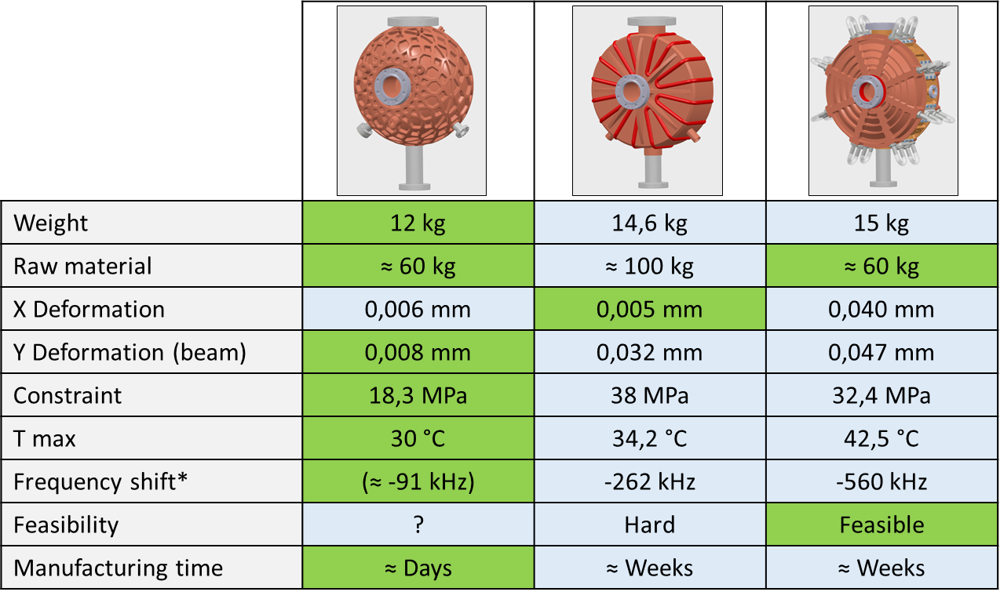 Weight 12 kg 14,6 kg 15 kg
Raw material ≈ 60 kg ≈ 100 kg ≈ 60 kg
X Deformation 0,006 mm 0,005 mm 0,040 mm
Y Deformation (beam) 0,008 mm 0,032 mm 0,047 mm
Constraint 18,3 MPa 38 MPa 32,4 MPa
T max 30 °C 34,2 °C 42,5 °C
Frequency shift* (≈ -91 kHz) -262 kHz -560 kHz
Feasibility ? Hard Feasible
Manufacturing time ≈ Days ≈ Weeks ≈ Weeks